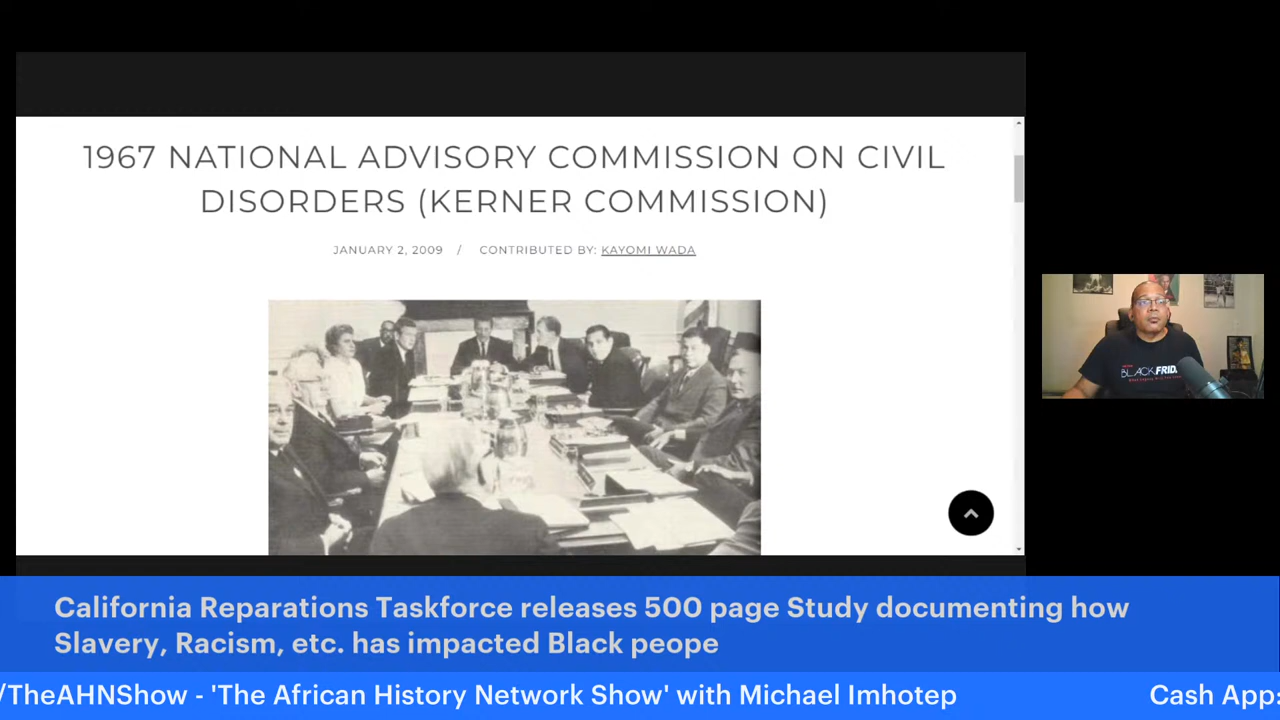 1967 NATIONAL ADVISORY COMMISSION ON CIVIL
DISORDERS (KERNER COMMISSION)
JANUARY 2, 2009 / CONTRIBUTED BY: KAYOMI WADA
BLACK FRID
California Reparations Taskforce releases 500 page Study documenting how
Slavery, Racism, etc. has impacted Black peope
/TheAHNShow - 'The African History Network Show' with Michael Imhotep Cash App: